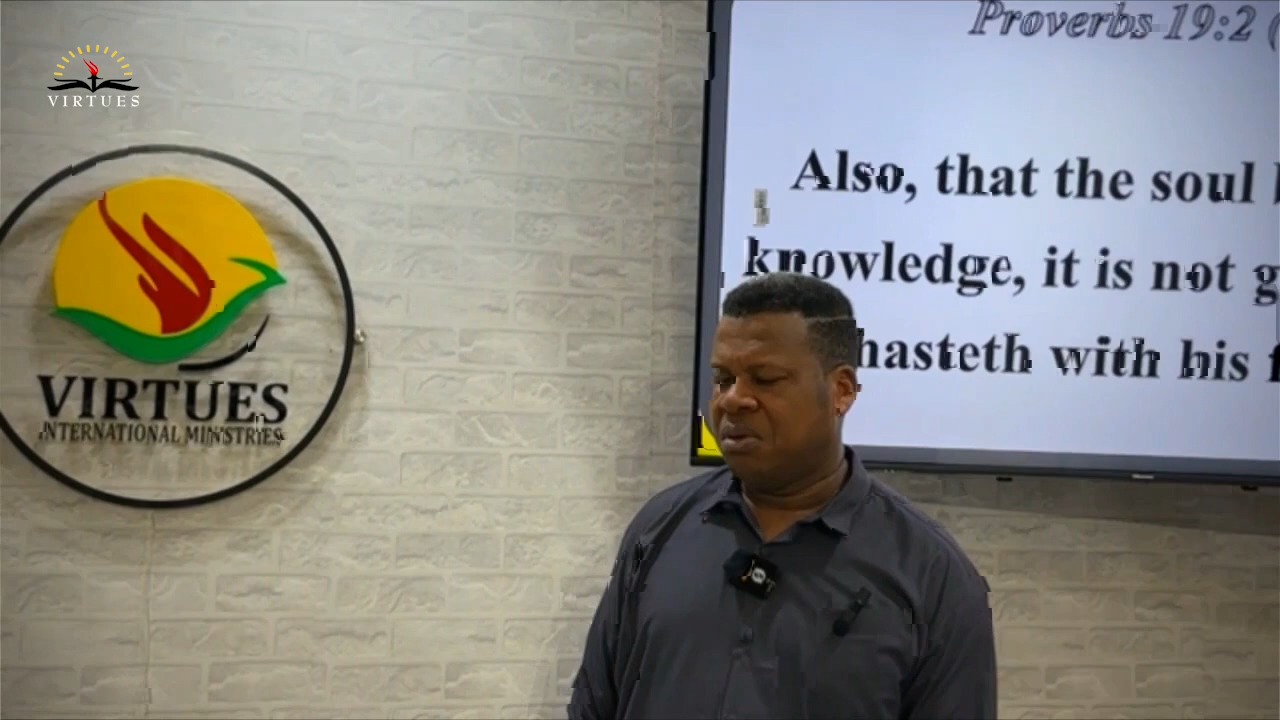 VIRTUES
VIRTUES
INTERNATIONAL MINISTRIES
Proverbs 19:2
Also, that the soul
knowledge, it is not
hasteth with his